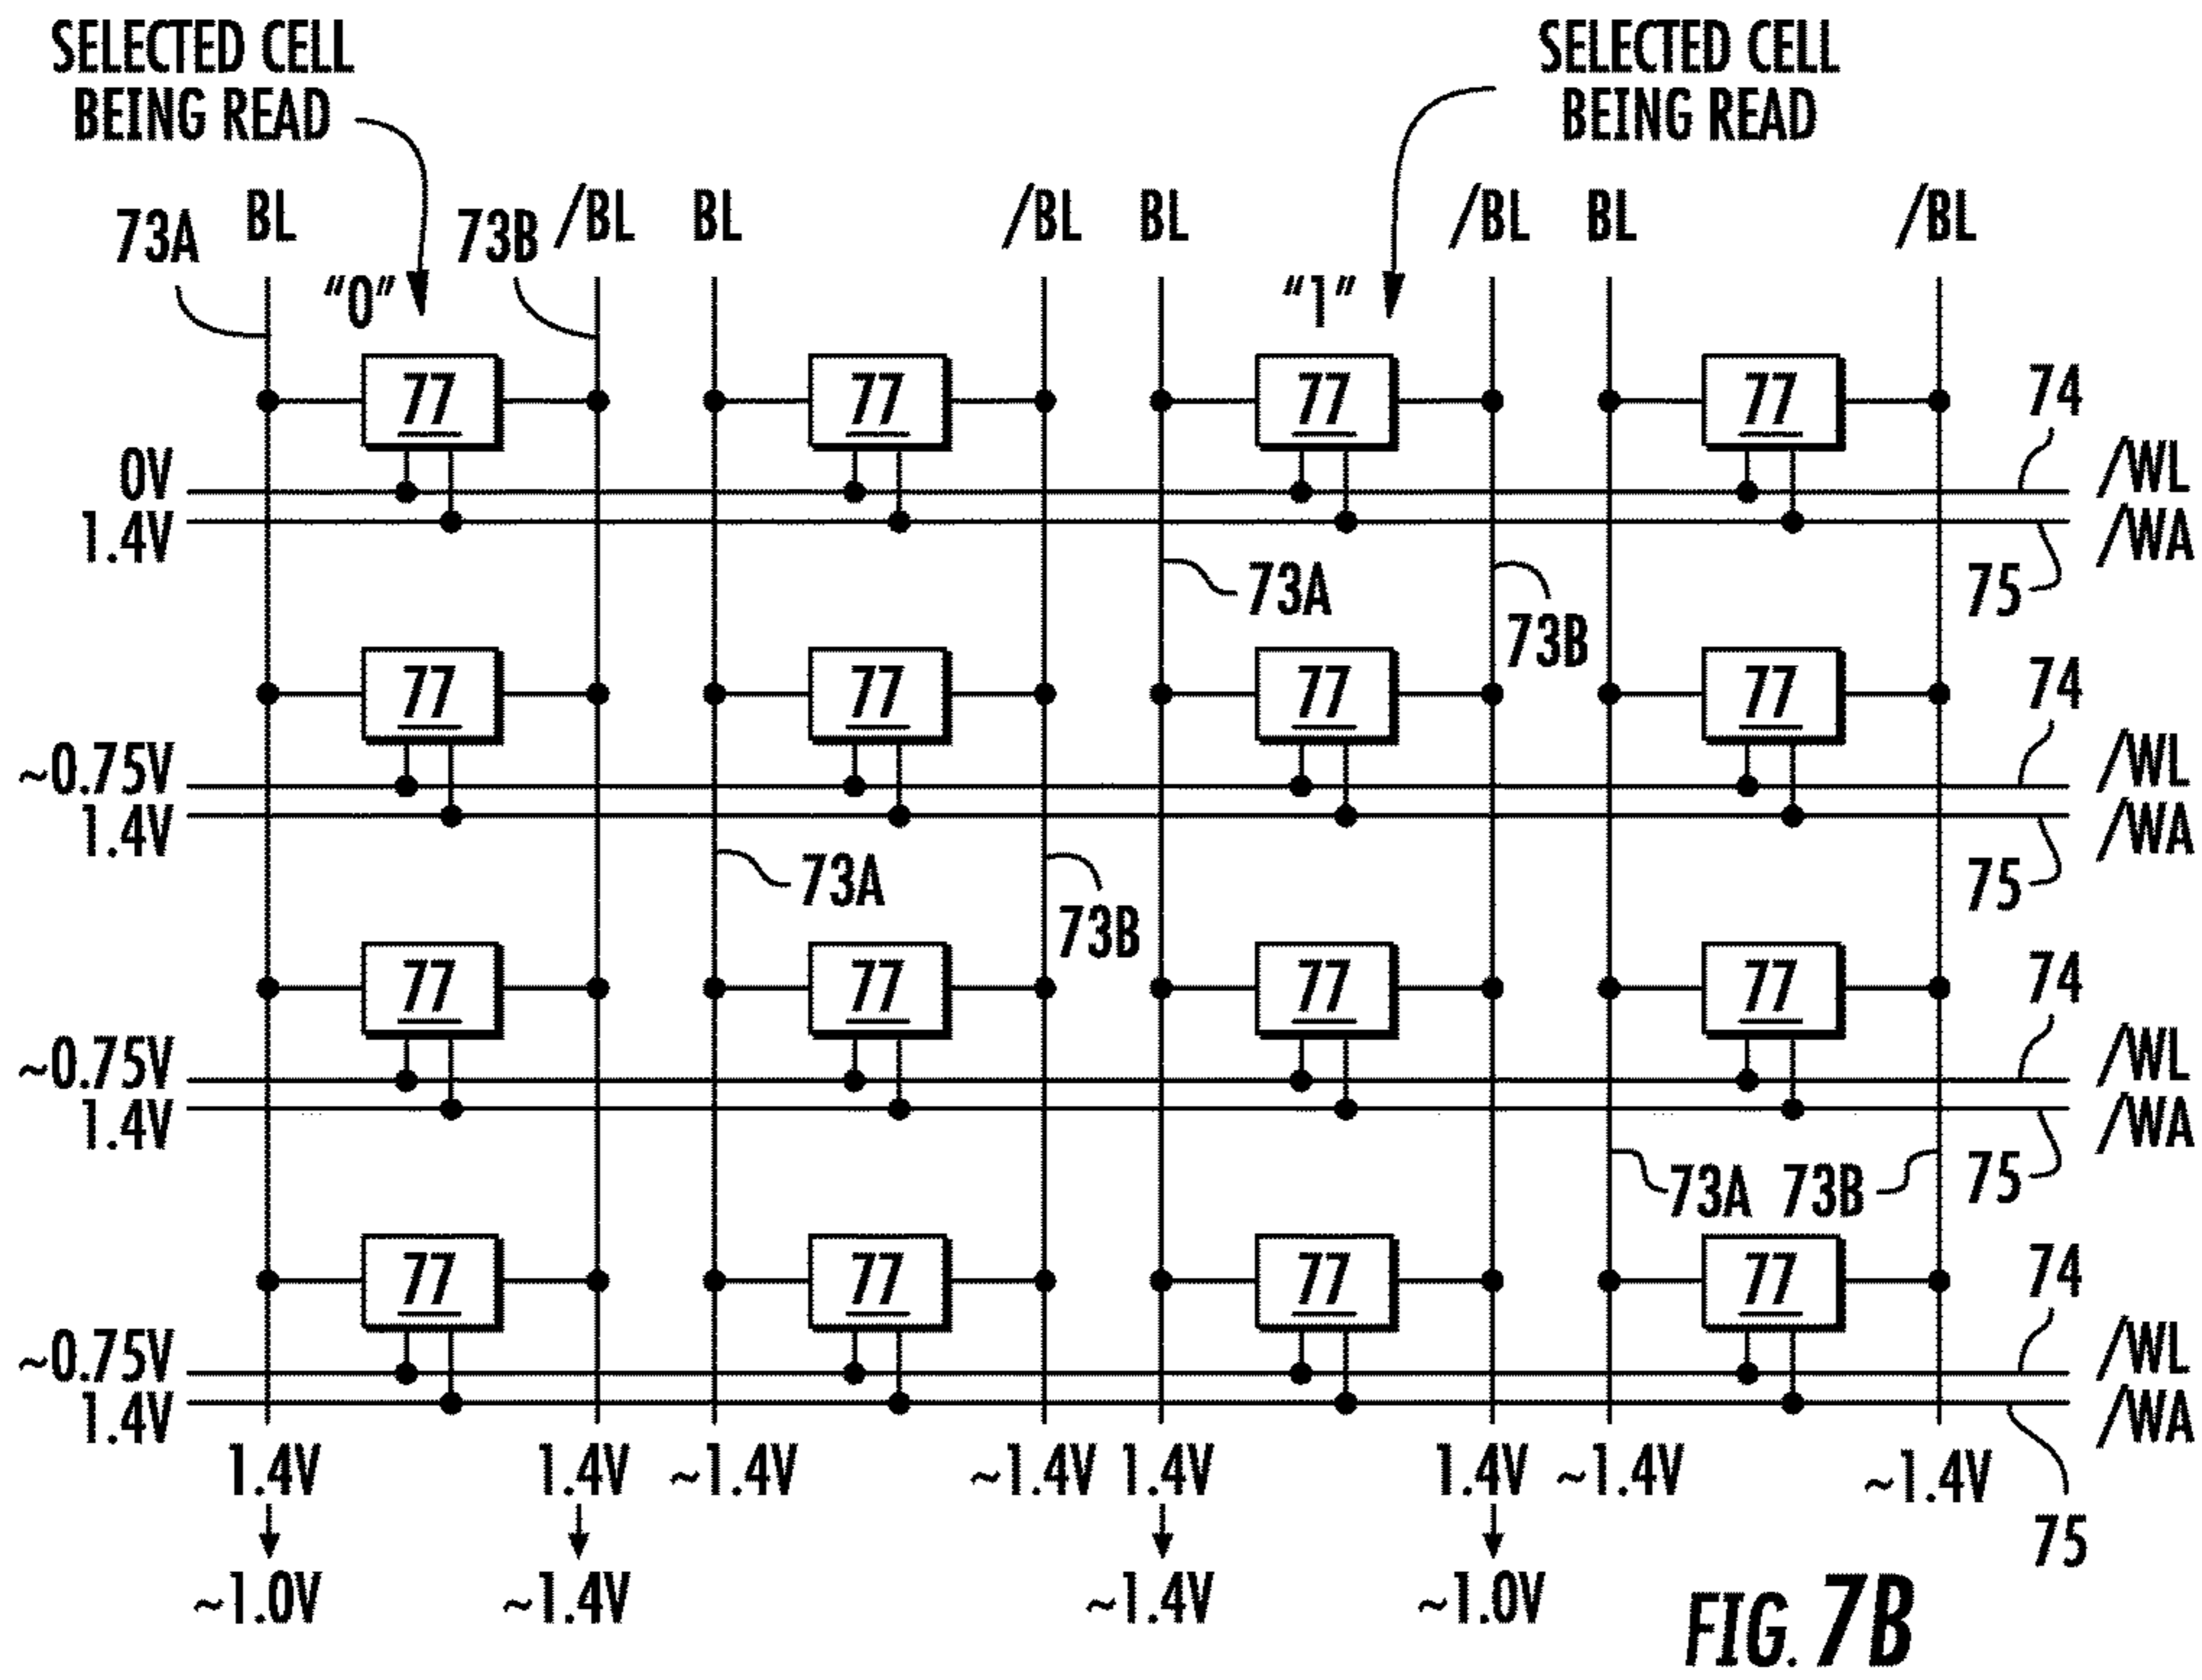 SELECTED CELL
BEING READ
SELECTED CELL
BEING READ
73A BL 73B /BL BL /BL BL /BL BL /BL
"0" "1"
77 77 77 77 74
0V /WL
1.4V /WA
73A 73B 75
77 77 77 77 74
~0.75V /WL
1.4V /WA
73A 73B 75
77 77 77 77 74
~0.75V /WL
1.4V /WA
73A 73B 75
77 77 77 77 74
~0.75V /WL
1.4V /WA
1.4V 1.4V ~1.4V ~1.4V 1.4V 1.4V ~1.4V ~1.4V
75
~1.0V ~1.4V ~1.4V ~1.0V
FIG. 7B